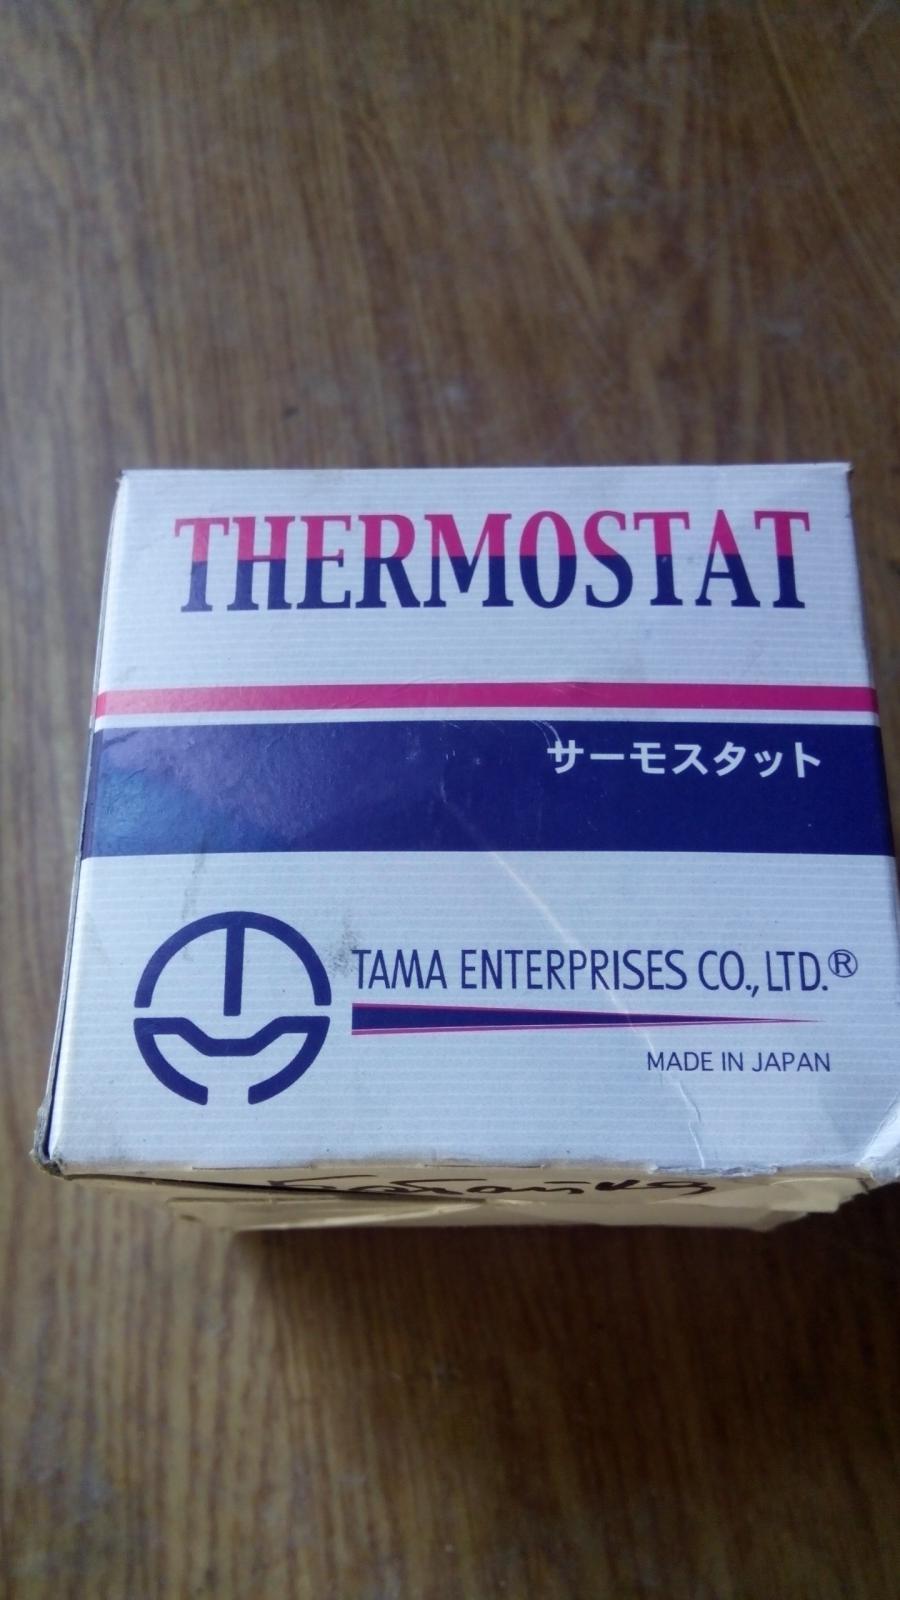 THERMOSTAT
サーモスタット
TAMA ENTERPRISES CO., LTD.®
MADE IN JAPAN